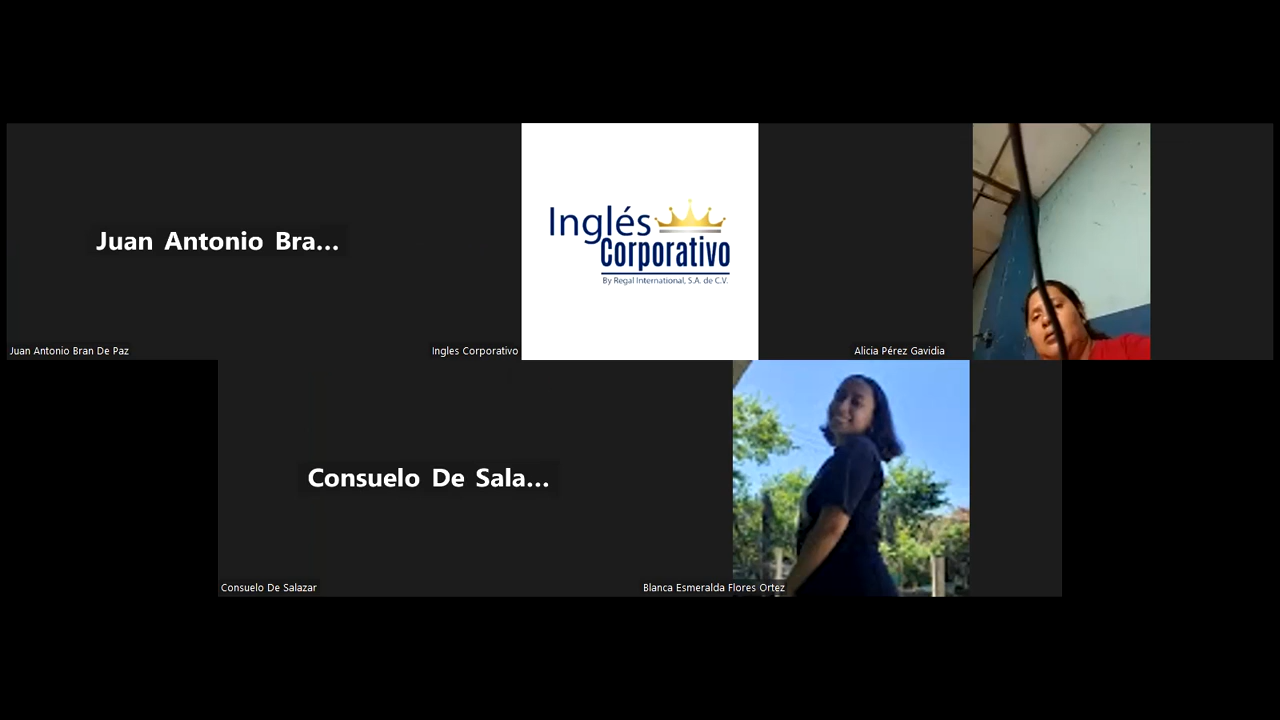 Juan Antonio Bra...
Inglés
Corporativo
By Regal International, S.A. de C.V.
Juan Antonio Bran De Paz
Ingles Corporativo
Alicia Pérez Gavidia
Consuelo De Sala...
Consuelo De Salazar
Blanca Esmeralda Flores Ortez